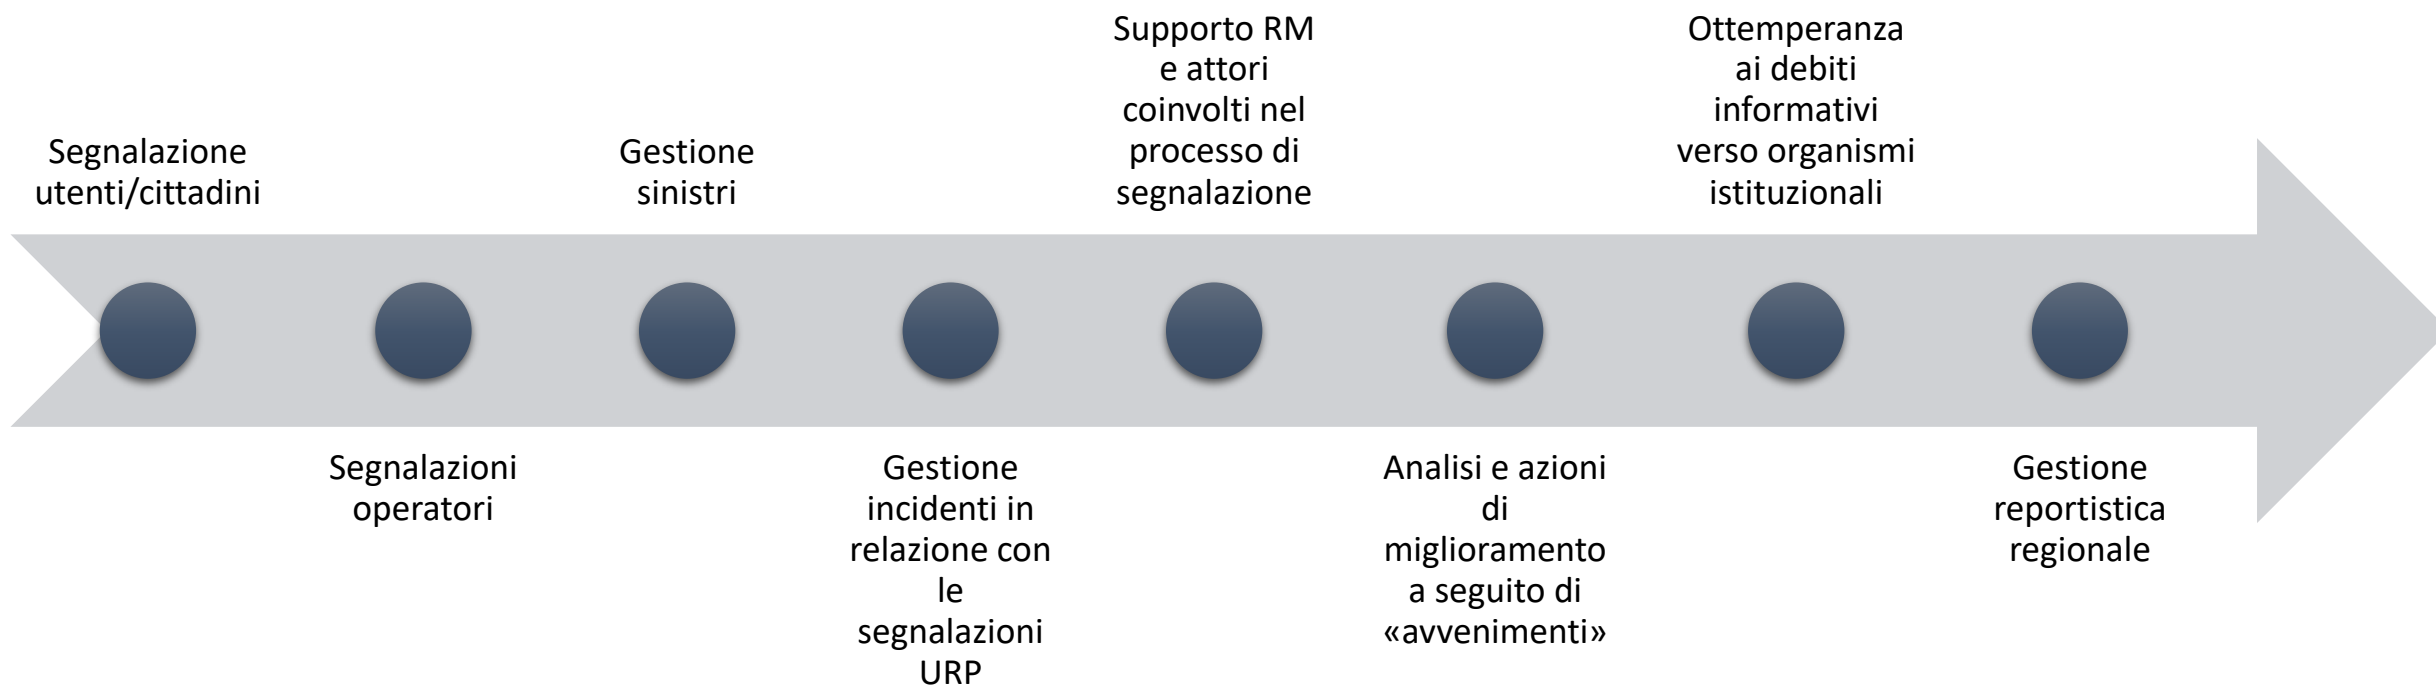 Segnalazione
utenti/cittadini
Segnalazioni
operatori
Gestione
sinistri
Gestione
incidenti in
relazione con
le
segnalazioni
URP
Supporto RM
e attori
coinvolti nel
processo di
segnalazione
Analisi e azioni
di
miglioramento
a seguito di
«avvenimenti»
Ottemperanza
ai debiti
informativi
verso organismi
istituzionali
Gestione
reportistica
regionale